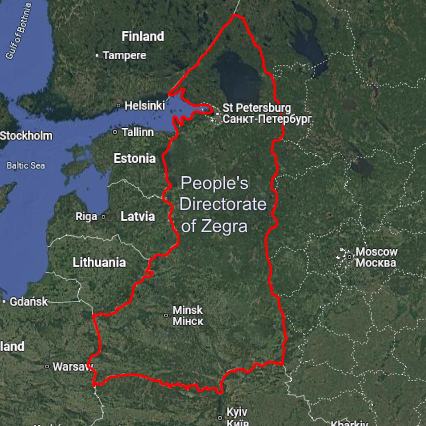 Gulf of Bothnia
Finland
Tampere
Helsinki
St Petersburg
Санкт-Петербург
Stockholm
Tallinn
Baltic Sea
Estonia
People's
Directorate
of Zegra
Riga
Latvia
Moscow
Москва
Lithuania
Gdańsk
Minsk
Мінск
land
Warsaw
Kyiv
Київ
Kharkiv